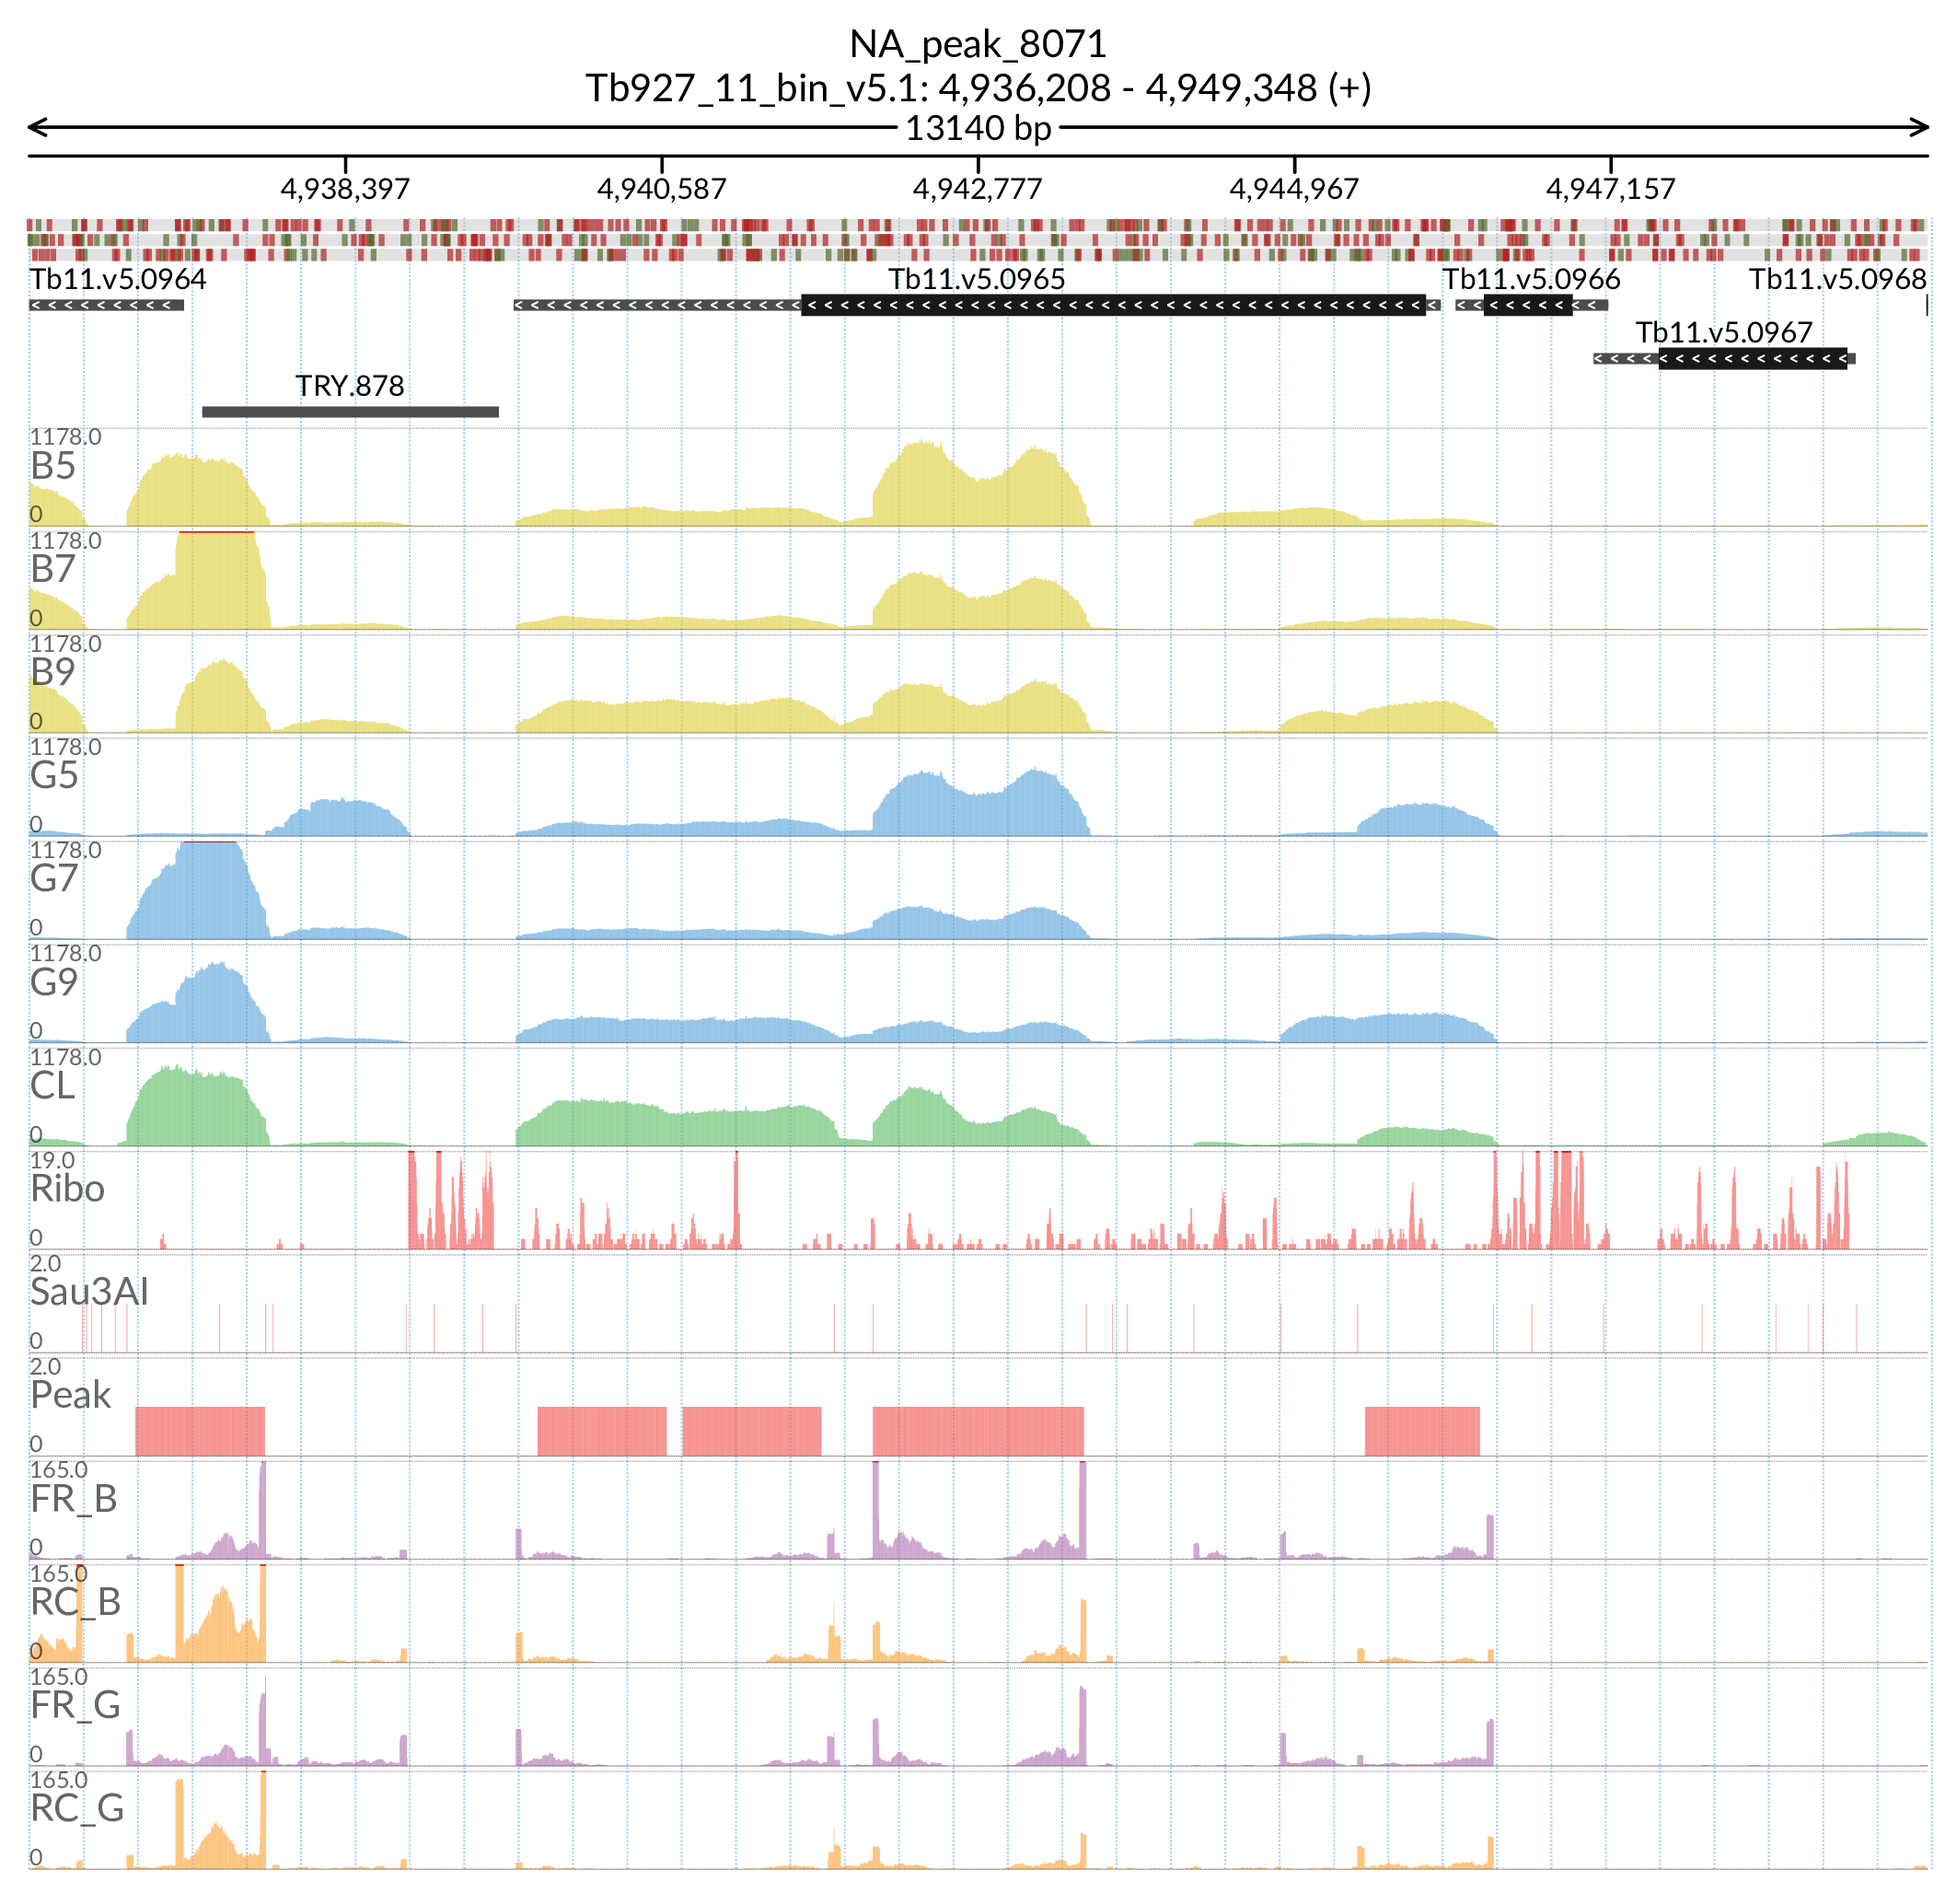 NA_peak_8071
Tb927_11_bin_v5.1: 4,936,208 - 4,949,348 (+)
13140 bp
4,938,397 4,940,587 4,942,777 4,944,967 4,947,157
Tb11.v5.0964 Tb11.v5.0965 Tb11.v5.0966 Tb11.v5.0968
Tb11.v5.0967
TRY.878
1178.0
B5
0
1178.0
B7
0
1178.0
B9
0
1178.0
G5
0
1178.0
G7
0
1178.0
G9
0
1178.0
CL
0
19.0
Ribo
0
2.0
Sau3AI
0
2.0
Peak
0
165.0
FR_B
0
165.0
RC_B
0
165.0
FR_G
0
165.0
RC_G
0